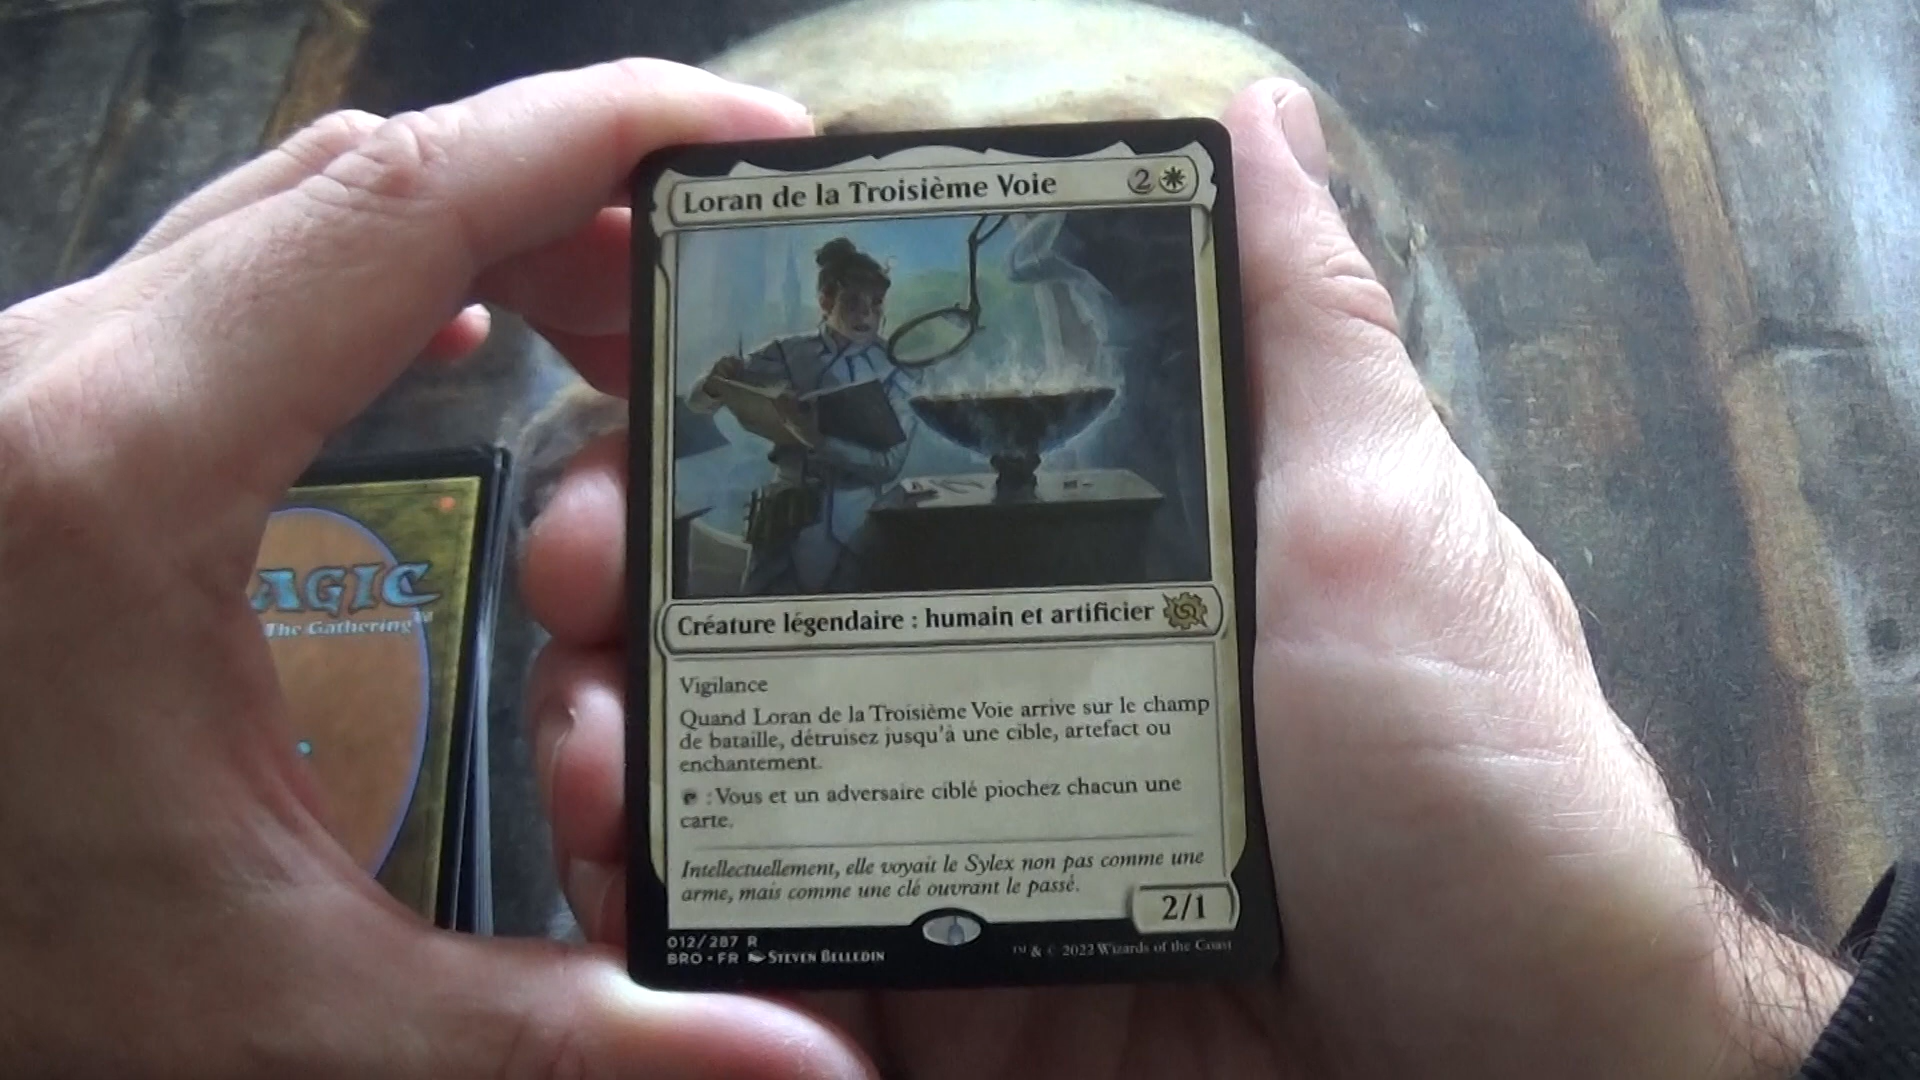 Loran de la Troisième Voie 2
Créature légendaire : humain et artificier
Vigilance
Quand Loran de la Troisième Voie arrive sur le champ
de bataille, détruisez jusqu'à une cible, artefact ou
enchantement.
: Vous et un adversaire ciblé piochez chacun une
carte.
Intellectuellement, elle voyait le Sylex non pas comme une
arme, mais comme une clé ouvrant le passé.
2/1
012/287 R
BRO • FR STEVEN BELLEDIN
™ & © 2022 Wizards of the Coast
AGIC
The Gathering